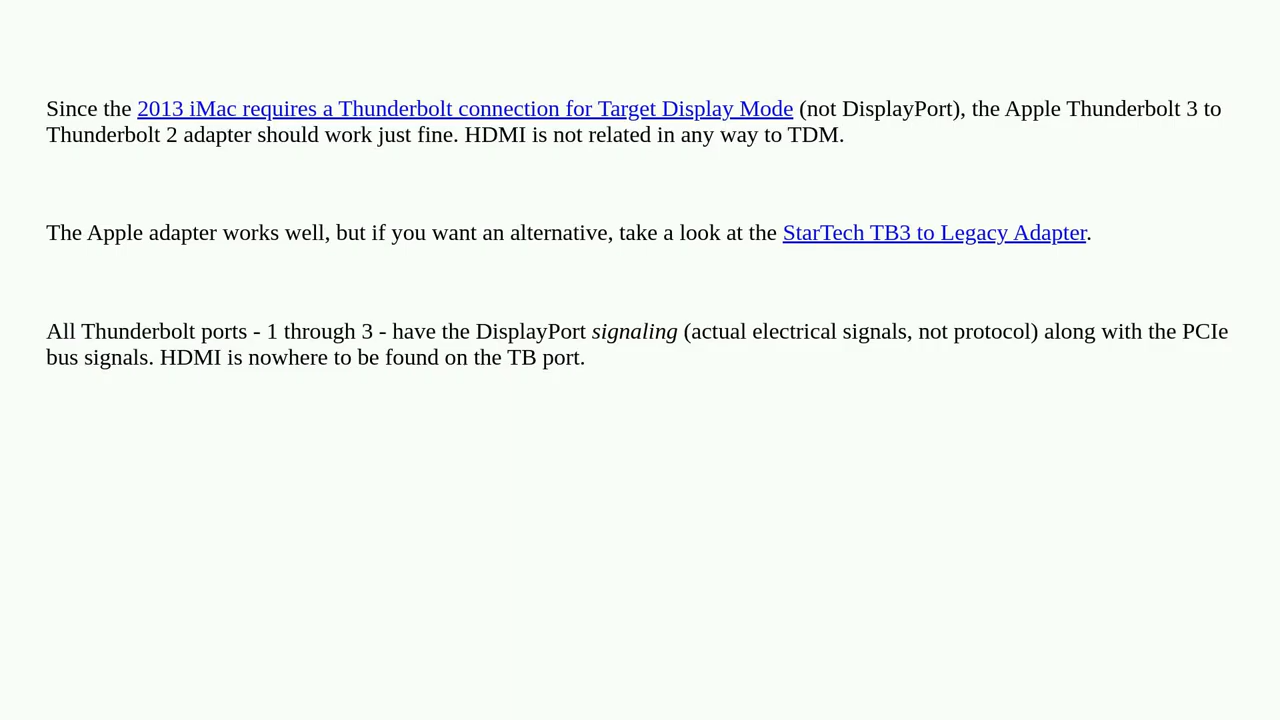 Since the 2013 iMac requires a Thunderbolt connection for Target Display Mode (not DisplayPort), the Apple Thunderbolt 3 to
Thunderbolt 2 adapter should work just fine. HDMI is not related in any way to TDM.
The Apple adapter works well, but if you want an alternative, take a look at the StarTech TB3 to Legacy Adapter.
All Thunderbolt ports - 1 through 3 - have the DisplayPort signaling (actual electrical signals, not protocol) along with the PCIe
bus signals. HDMI is nowhere to be found on the TB port.